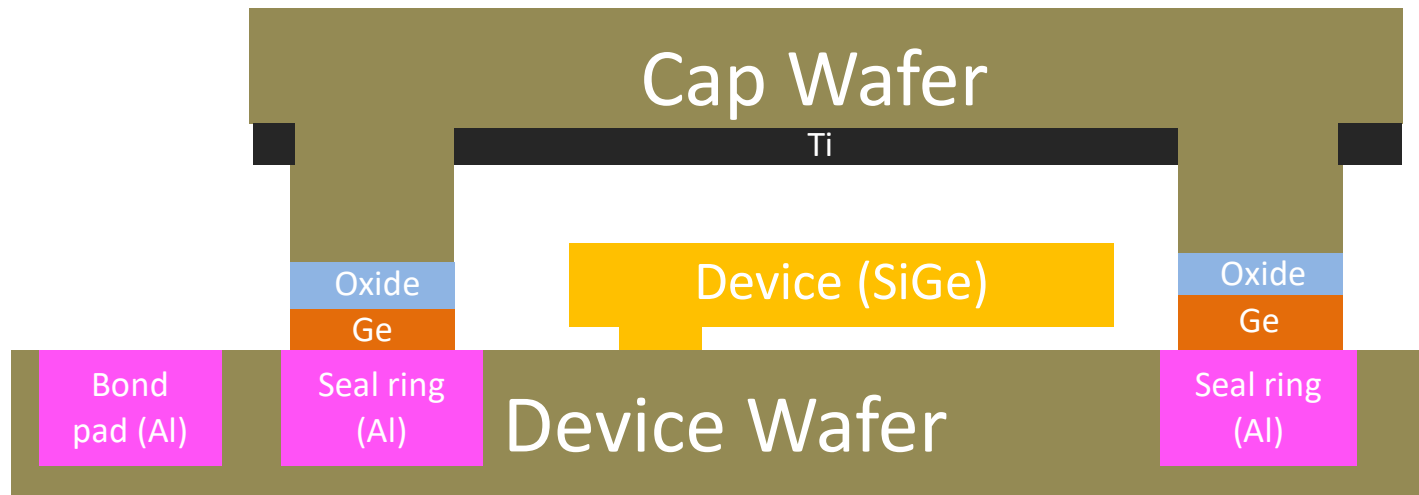 Cap Wafer
Ti
Oxide
Ge
Device (SiGe)
Oxide
Ge
Bond
pad (Al)
Seal ring
(Al)
Device Wafer
Seal ring
(Al)